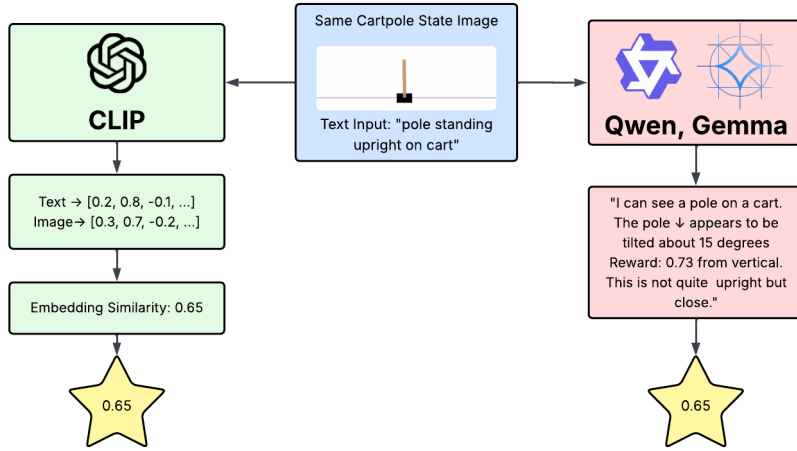 Same Cartpole State Image
Text Input: "pole standing
upright on cart"
CLIP
Text → [0.2, 0.8, -0.1, ...]
Image→ [0.3, 0.7, -0.2, ...]
Embedding Similarity: 0.65
0.65
Qwen, Gemma
"I can see a pole on a cart.
The pole ↓ appears to be
tilted about 15 degrees
Reward: 0.73 from vertical.
This is not quite upright but
close."
0.65